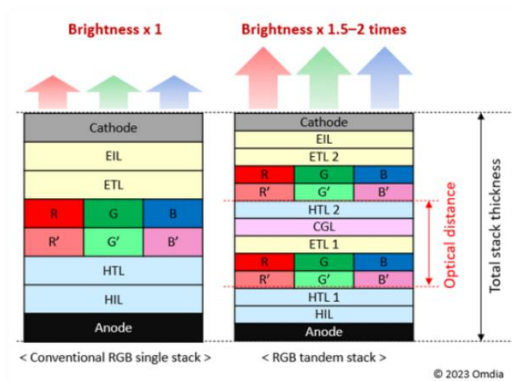 Brightness x 1
Brightness x 1.5–2 times
Cathode
EIL
ETL
R G B
R′ G′ B′
HTL
HIL
Anode
< Conventional RGB single stack >
Cathode
EIL
ETL 2
R G B
R′ G′ B′
HTL 2
CGL
ETL 1
R G B
R′ G′ B′
HTL 1
HIL
Anode
< RGB tandem stack >
Optical distance
Total stack thickness
© 2023 Omdia